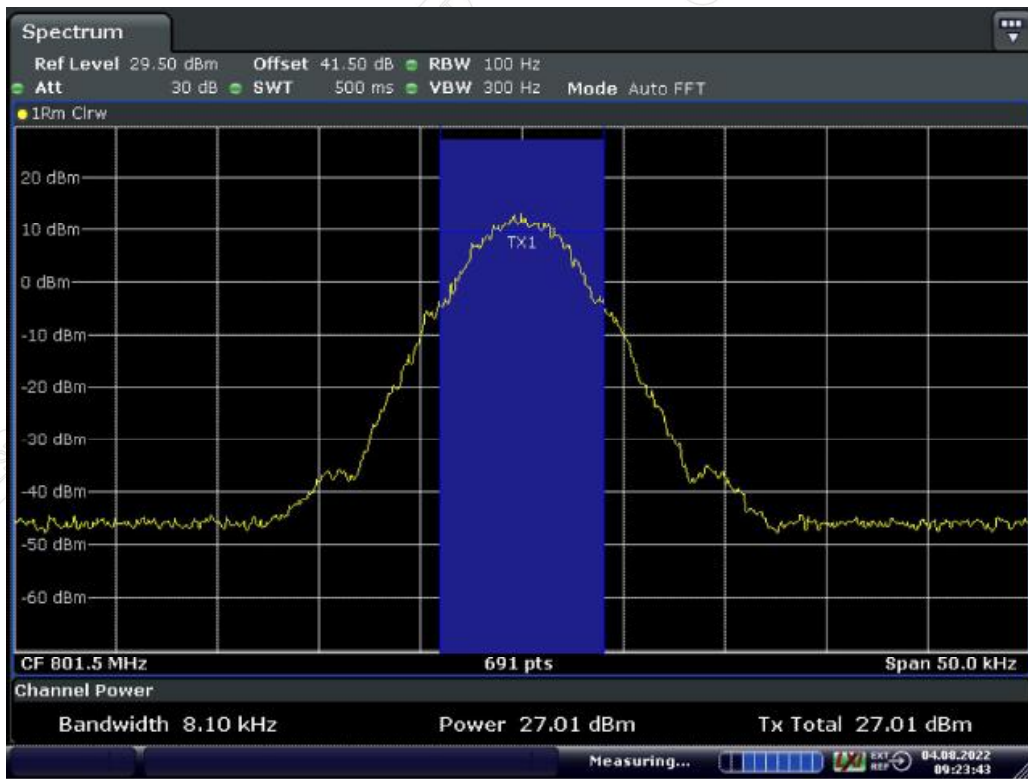 Spectrum
Ref Level 29.50 dBm Offset 41.50 dB RBW 100 Hz
Att 30 dB SWT 500 ms VBW 300 Hz Mode Auto FFT
1Rm Clrw
20 dBm
10 dBm
TX1
0 dBm
-10 dBm
-20 dBm
-30 dBm
-40 dBm
-50 dBm
-60 dBm
CF 801.5 MHz 691 pts Span 50.0 kHz
Channel Power
Bandwidth 8.10 kHz Power 27.01 dBm Tx Total 27.01 dBm
Measuring... LXI EXT REF 04.08.2022
09:23:43